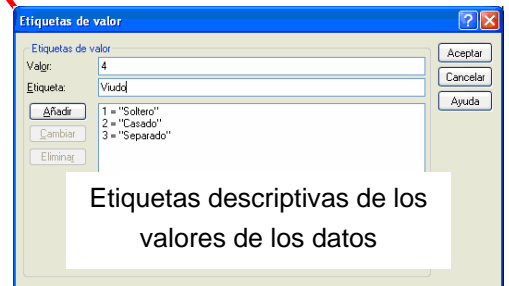 Etiquetas de valor
Etiquetas de valor
Valor:
4
Etiqueta:
Viudo
Añadir
Cambiar
Eliminar
1 = "Soltero"
2 = "Casado"
3 = "Separado"
Aceptar
Cancelar
Ayuda
Etiquetas descriptivas de los
valores de los datos